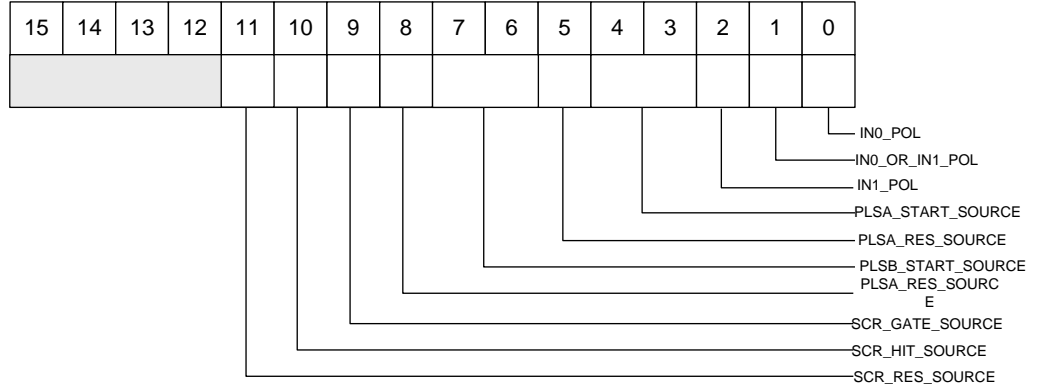 15 14 13 12 11 10 9 8 7 6 5 4 3 2 1 0
IN0_POL
IN0_OR_IN1_POL
IN1_POL
PLSA_START_SOURCE
PLSA_RES_SOURCE
PLSB_START_SOURCE
PLSA_RES_SOURC
E
SCR_GATE_SOURCE
SCR_HIT_SOURCE
SCR_RES_SOURCE